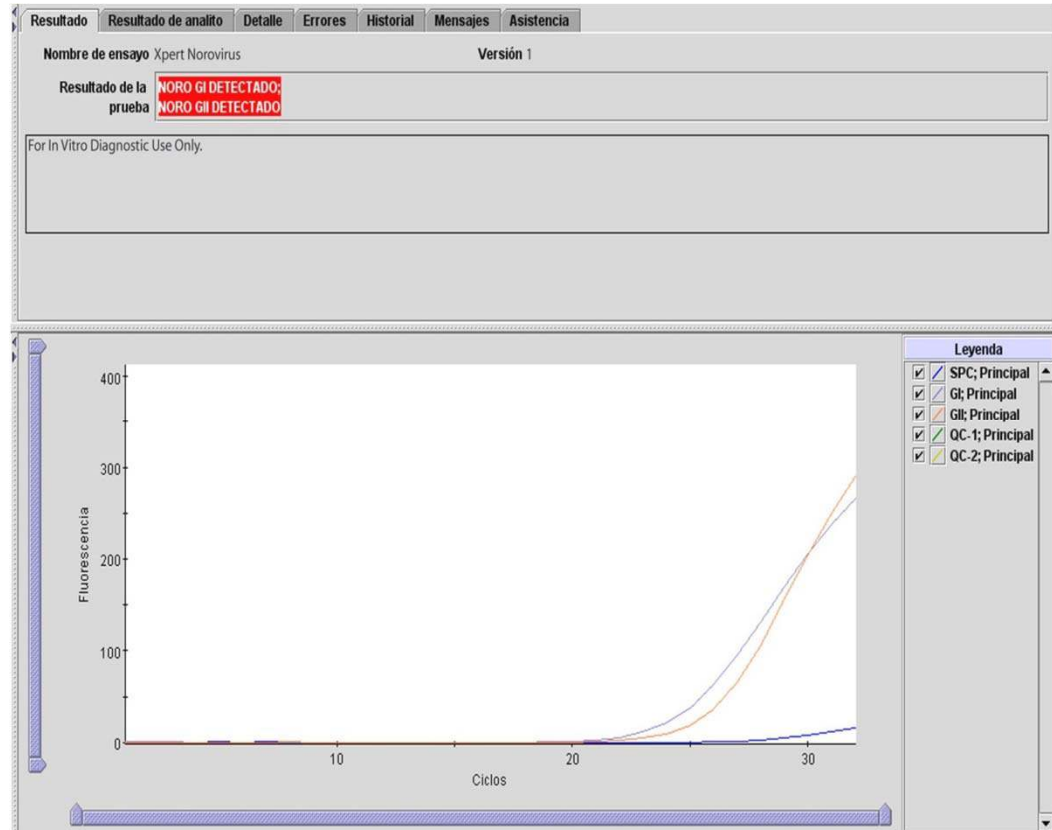 Resultado Resultado de analito Detalle Errores Historial Mensajes Asistencia
Nombre de ensayo Xpert Norovirus Versión 1
Resultado de la prueba
NORO GI DETECTADO;
NORO GII DETECTADO
For In Vitro Diagnostic Use Only.
Leyenda
SPC; Principal
GI; Principal
GII; Principal
QC-1; Principal
QC-2; Principal
Fluorescencia
400
300
200
100
0
10 20 30
Ciclos